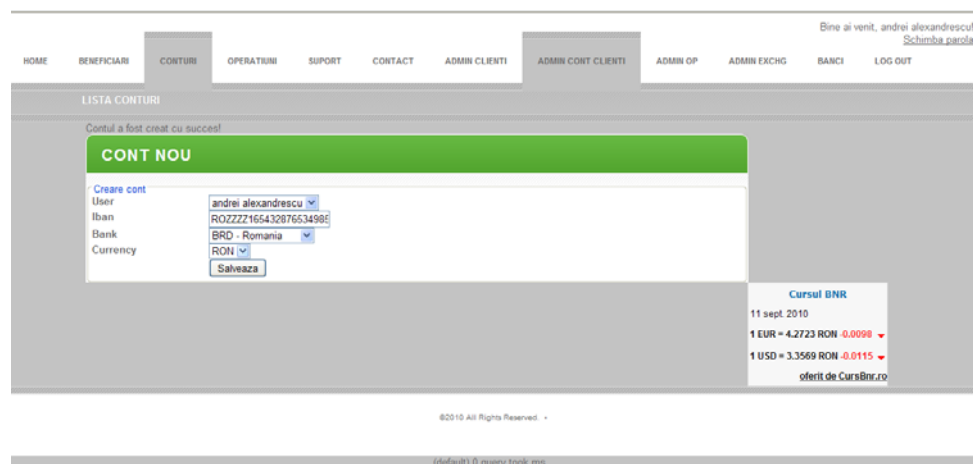 Bine ai venit, andrei alexandrescu!
Schimba parola
HOME BENEFICIARI CONTURI OPERATIUNI SUPORT CONTACT ADMIN CLIENTI ADMIN CONT CLIENTI ADMIN OP ADMIN EXCHG BANCI LOG OUT
LISTA CONTURI
Contul a fost creat cu succes!
CONT NOU
Creare cont
User andrei alexandrescu
Iban ROZZZZ16543287653498
Bank BRD - Romania
Currency RON
Salveaza
Cursul BNR
11 sept. 2010
1 EUR = 4.2723 RON -0.0098
1 USD = 3.3569 RON -0.0115
oferit de CursBnr.ro
©2010 All Rights Reserved.
(default) 0 query took ms